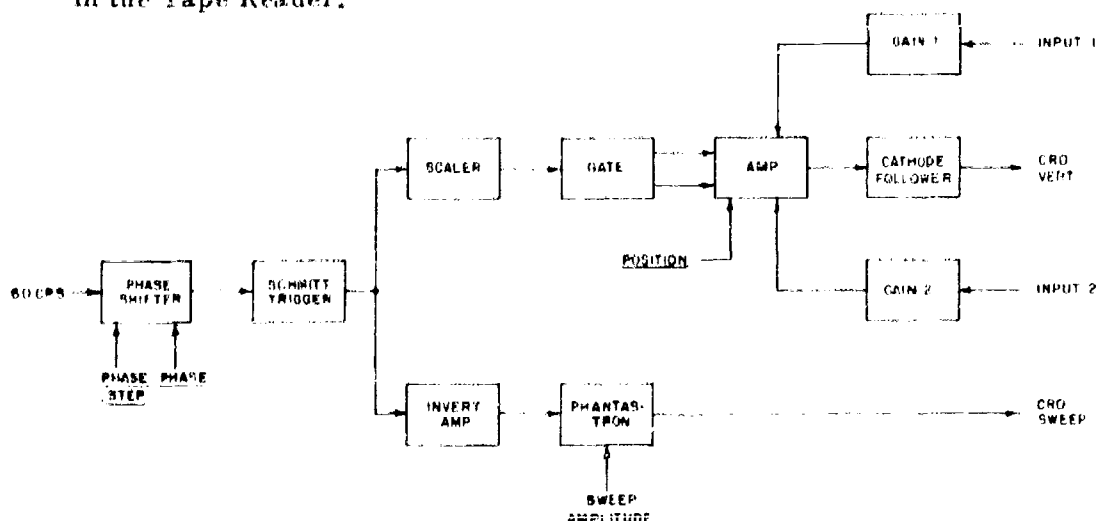 in the Tape Reader.
GAIN 1
INPUT 1
SCALER
GATE
AMP
CATHODE
FOLLOWER
CRO
VERT
POSITION
60 CPS
PHASE
SHIFTER
SCHMITT
TRIGGER
GAIN 2
INPUT 2
PHASE
STEP
PHASE
INVERT
AMP
PHANTAS-
TRON
CRO
SWEEP
SWEEP
AMPLITUDE